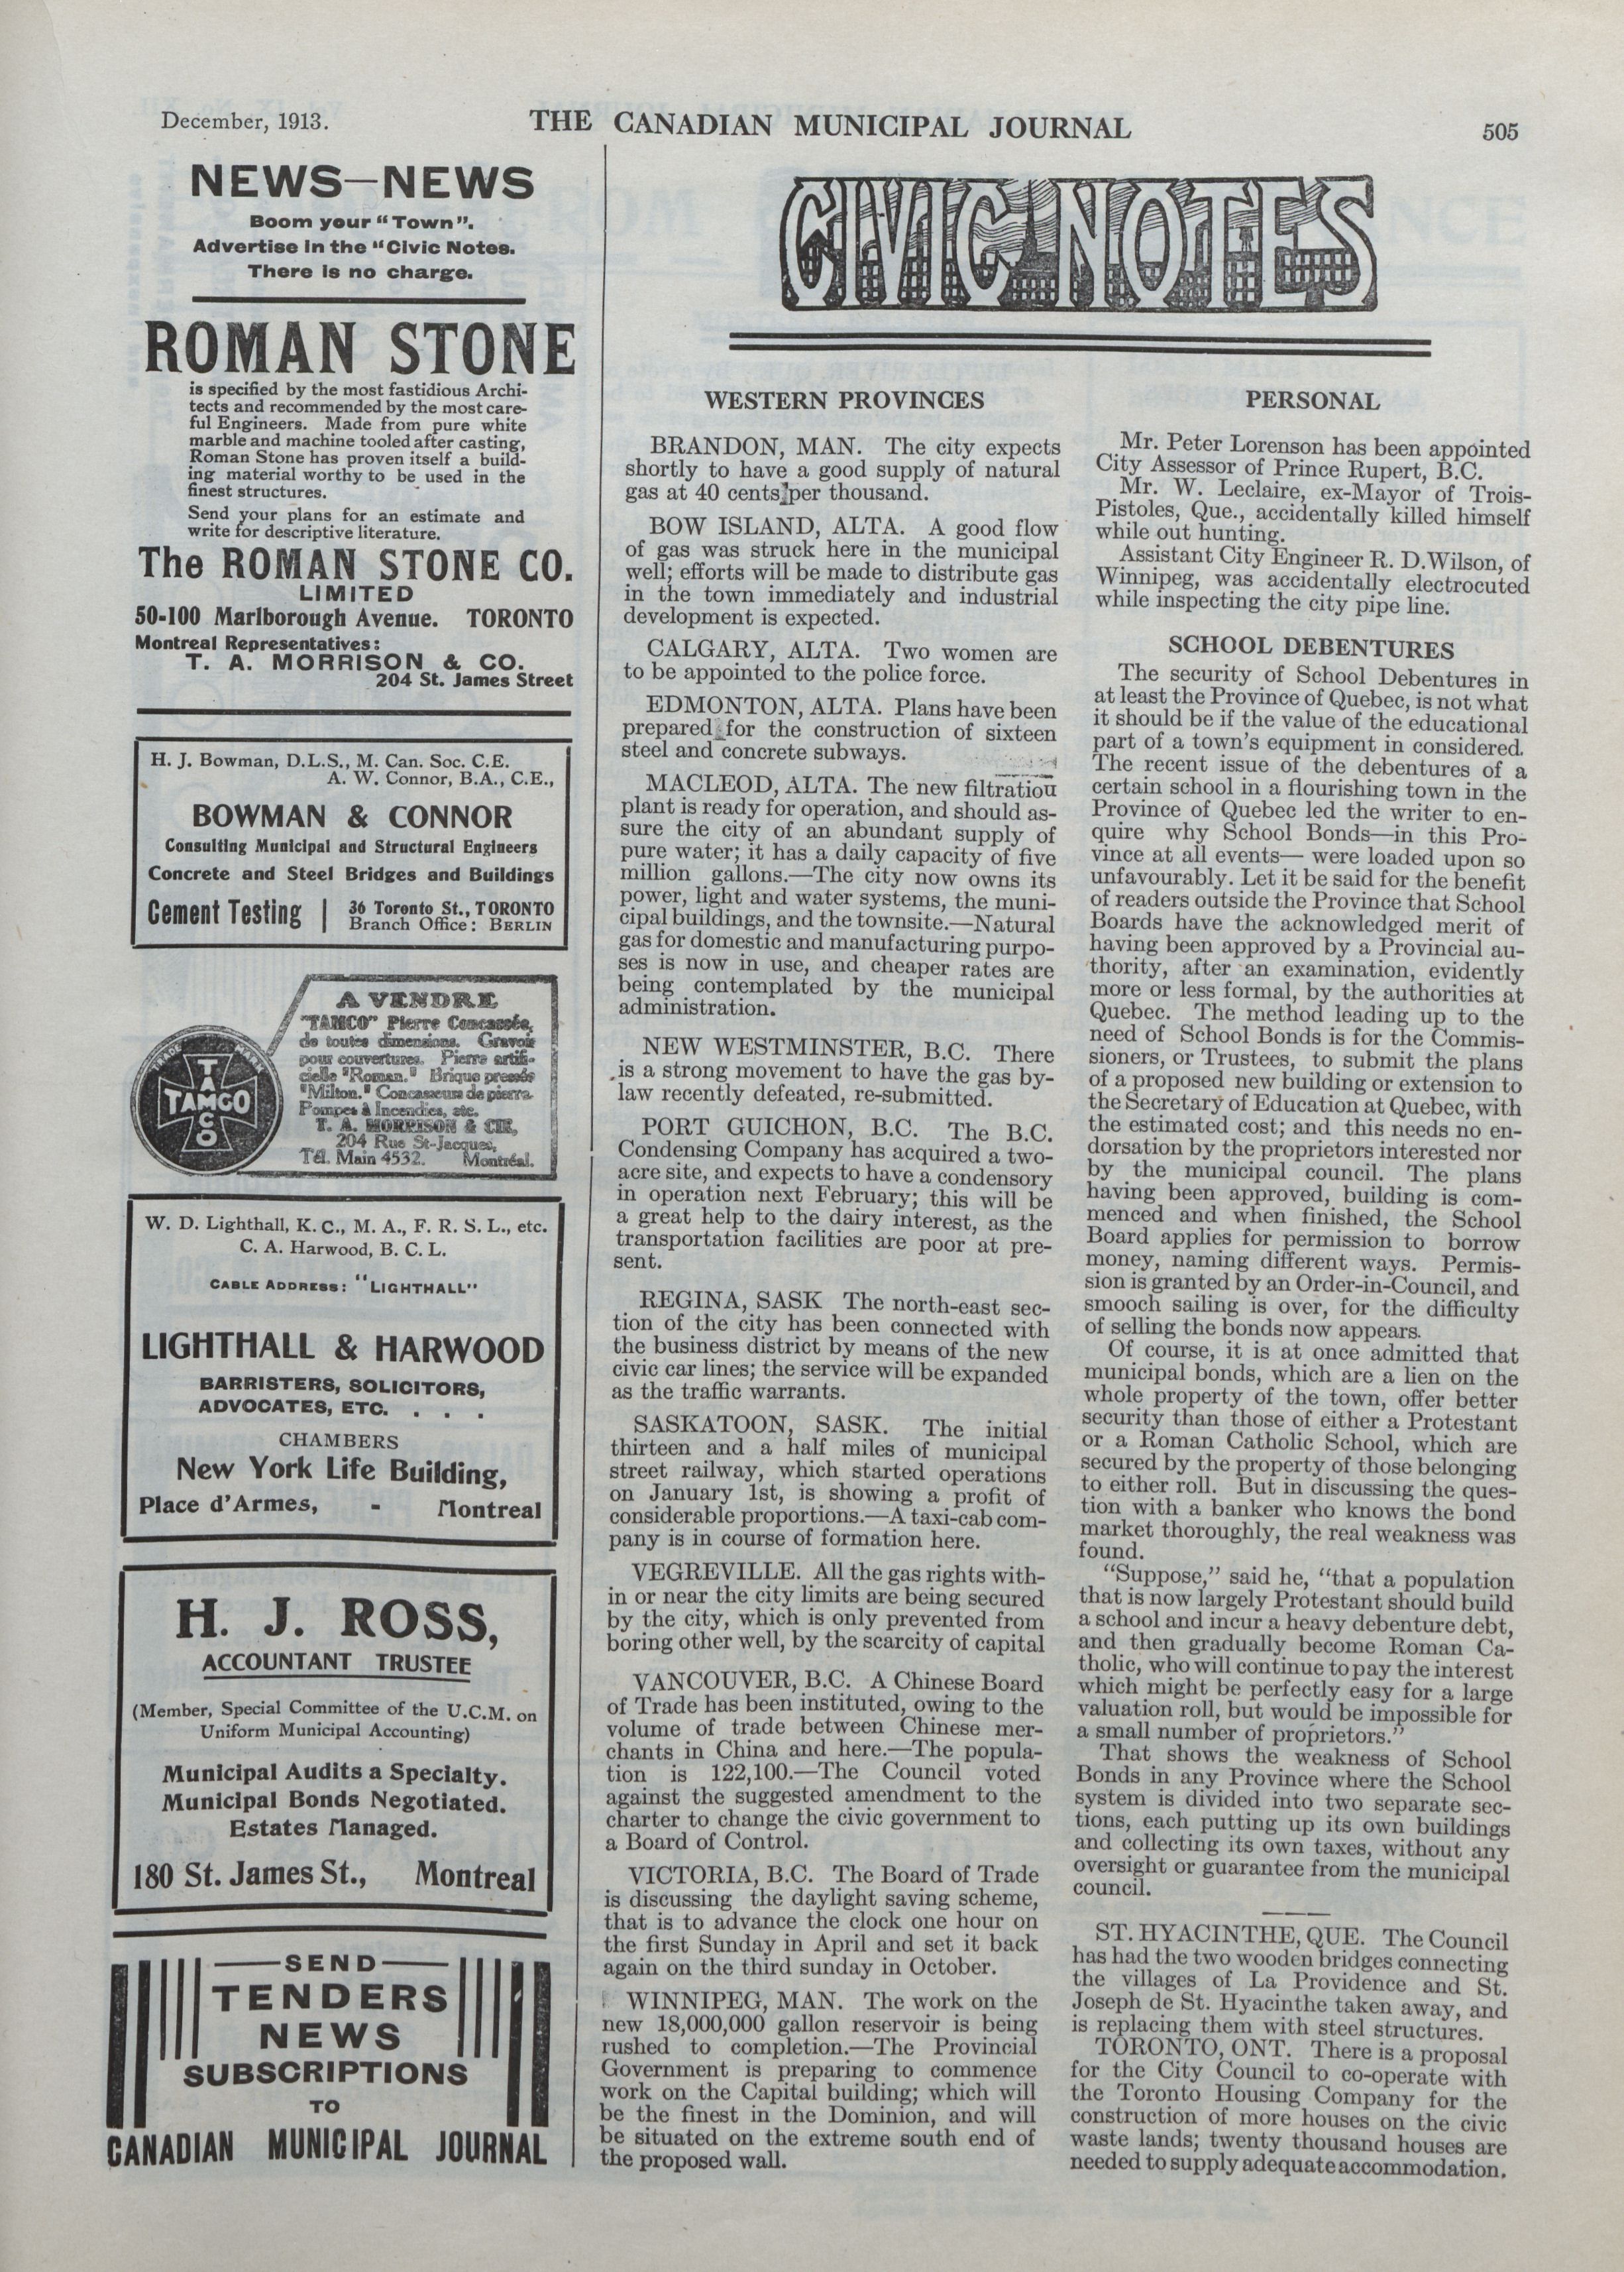 December, 1913.
THE CANADIAN MUNICIPAL JOURNAL
505
NEWS—NEWS
Boom your "Town".
Advertise in the "Civic Notes.
There is no charge.
ROMAN STONE
is specified by the most fastidious Archi-
tects and recommended by the most care-
ful Engineers. Made from pure white
marble and machine tooled after casting,
Roman Stone has proven itself a build-
ing material worthy to be used in the
finest structures.
Send your plans for an estimate and
write for descriptive literature.
The ROMAN STONE CO.
LIMITED
50-100 Marlborough Avenue. TORONTO
Montreal Representatives:
T. A. MORRISON & CO.
204 St. James Street
H. J. Bowman, D.L.S., M. Can. Soc. C.E.
A. W. Connor, B.A., C.E.,
BOWMAN & CONNOR
Consulting Municipal and Structural Engineers
Concrete and Steel Bridges and Buildings
Cement Testing | 36 Toronto St., TORONTO
Branch Office: BERLIN
TRADE MARK
TAMCO
TAMCO
A VENDRE
"TAMCO" Pierre Concassée,
de toutes dimensions. Gravois
pour couvertures. Pierre artifi-
cielle "Roman." Brique pressée
"Milton." Concasseurs de pierre.
Pompes à Incendies, etc.
T. A. MORRISON & CIE,
204 Rue St-Jacques,
Tél. Main 4532. Montréal.
W. D. Lighthall, K. C., M. A., F. R. S. L., etc.
C. A. Harwood, B. C. L.
CABLE ADDRESS: "LIGHTHALL"
LIGHTHALL & HARWOOD
BARRISTERS, SOLICITORS,
ADVOCATES, ETC. . . .
CHAMBERS
New York Life Building,
Place d'Armes, - Montreal
H. J. ROSS,
ACCOUNTANT TRUSTEE
(Member, Special Committee of the U.C.M. on
Uniform Municipal Accounting)
Municipal Audits a Specialty.
Municipal Bonds Negotiated.
Estates Managed.
180 St. James St., Montreal
SEND
TENDERS
NEWS
SUBSCRIPTIONS
TO
CANADIAN MUNICIPAL JOURNAL
CIVIC NOTES
WESTERN PROVINCES
BRANDON, MAN. The city expects
shortly to have a good supply of natural
gas at 40 cents per thousand.
BOW ISLAND, ALTA. A good flow
of gas was struck here in the municipal
well; efforts will be made to distribute gas
in the town immediately and industrial
development is expected.
CALGARY, ALTA. Two women are
to be appointed to the police force.
EDMONTON, ALTA. Plans have been
prepared for the construction of sixteen
steel and concrete subways.
MACLEOD, ALTA. The new filtration
plant is ready for operation, and should as-
sure the city of an abundant supply of
pure water; it has a daily capacity of five
million gallons.—The city now owns its
power, light and water systems, the muni-
cipal buildings, and the townsite.—Natural
gas for domestic and manufacturing purpo-
ses is now in use, and cheaper rates are
being contemplated by the municipal
administration.
NEW WESTMINSTER, B.C. There
is a strong movement to have the gas by-
law recently defeated, re-submitted.
PORT GUICHON, B.C. The B.C.
Condensing Company has acquired a two-
acre site, and expects to have a condensory
in operation next February; this will be
a great help to the dairy interest, as the
transportation facilities are poor at pre-
sent.
REGINA, SASK The north-east sec-
tion of the city has been connected with
the business district by means of the new
civic car lines; the service will be expanded
as the traffic warrants.
SASKATOON, SASK. The initial
thirteen and a half miles of municipal
street railway, which started operations
on January 1st, is showing a profit of
considerable proportions.—A taxi-cab com-
pany is in course of formation here.
VEGREVILLE. All the gas rights with-
in or near the city limits are being secured
by the city, which is only prevented from
boring other well, by the scarcity of capital
VANCOUVER, B.C. A Chinese Board
of Trade has been instituted, owing to the
volume of trade between Chinese mer-
chants in China and here.—The popula-
tion is 122,100.—The Council voted
against the suggested amendment to the
charter to change the civic government to
a Board of Control.
VICTORIA, B.C. The Board of Trade
is discussing the daylight saving scheme,
that is to advance the clock one hour on
the first Sunday in April and set it back
again on the third sunday in October.
WINNIPEG, MAN. The work on the
new 18,000,000 gallon reservoir is being
rushed to completion.—The Provincial
Government is preparing to commence
work on the Capital building; which will
be the finest in the Dominion, and will
be situated on the extreme south end of
the proposed wall.
PERSONAL
Mr. Peter Lorenson has been appointed
City Assessor of Prince Rupert, B.C.
Mr. W. Leclaire, ex-Mayor of Trois-
Pistoles, Que., accidentally killed himself
while out hunting.
Assistant City Engineer R. D.Wilson, of
Winnipeg, was accidentally electrocuted
while inspecting the city pipe line.
SCHOOL DEBENTURES
The security of School Debentures in
at least the Province of Quebec, is not what
it should be if the value of the educational
part of a town's equipment in considered.
The recent issue of the debentures of a
certain school in a flourishing town in the
Province of Quebec led the writer to en-
quire why School Bonds—in this Pro-
vince at all events— were loaded upon so
unfavourably. Let it be said for the benefit
of readers outside the Province that School
Boards have the acknowledged merit of
having been approved by a Provincial au-
thority, after an examination, evidently
more or less formal, by the authorities at
Quebec. The method leading up to the
need of School Bonds is for the Commis-
sioners, or Trustees, to submit the plans
of a proposed new building or extension to
the Secretary of Education at Quebec, with
the estimated cost; and this needs no en-
dorsation by the proprietors interested nor
by the municipal council. The plans
having been approved, building is com-
menced and when finished, the School
Board applies for permission to borrow
money, naming different ways. Permis-
sion is granted by an Order-in-Council, and
smooch sailing is over, for the difficulty
of selling the bonds now appears.
Of course, it is at once admitted that
municipal bonds, which are a lien on the
whole property of the town, offer better
security than those of either a Protestant
or a Roman Catholic School, which are
secured by the property of those belonging
to either roll. But in discussing the ques-
tion with a banker who knows the bond
market thoroughly, the real weakness was
found.
"Suppose," said he, "that a population
that is now largely Protestant should build
a school and incur a heavy debenture debt,
and then gradually become Roman Ca-
tholic, who will continue to pay the interest
which might be perfectly easy for a large
valuation roll, but would be impossible for
a small number of proprietors."
That shows the weakness of School
Bonds in any Province where the School
system is divided into two separate sec-
tions, each putting up its own buildings
and collecting its own taxes, without any
oversight or guarantee from the municipal
council.
ST. HYACINTHE, QUE. The Council
has had the two wooden bridges connecting
the villages of La Providence and St.
Joseph de St. Hyacinthe taken away, and
is replacing them with steel structures.
TORONTO, ONT. There is a proposal
for the City Council to co-operate with
the Toronto Housing Company for the
construction of more houses on the civic
waste lands; twenty thousand houses are
needed to supply adequate accommodation.